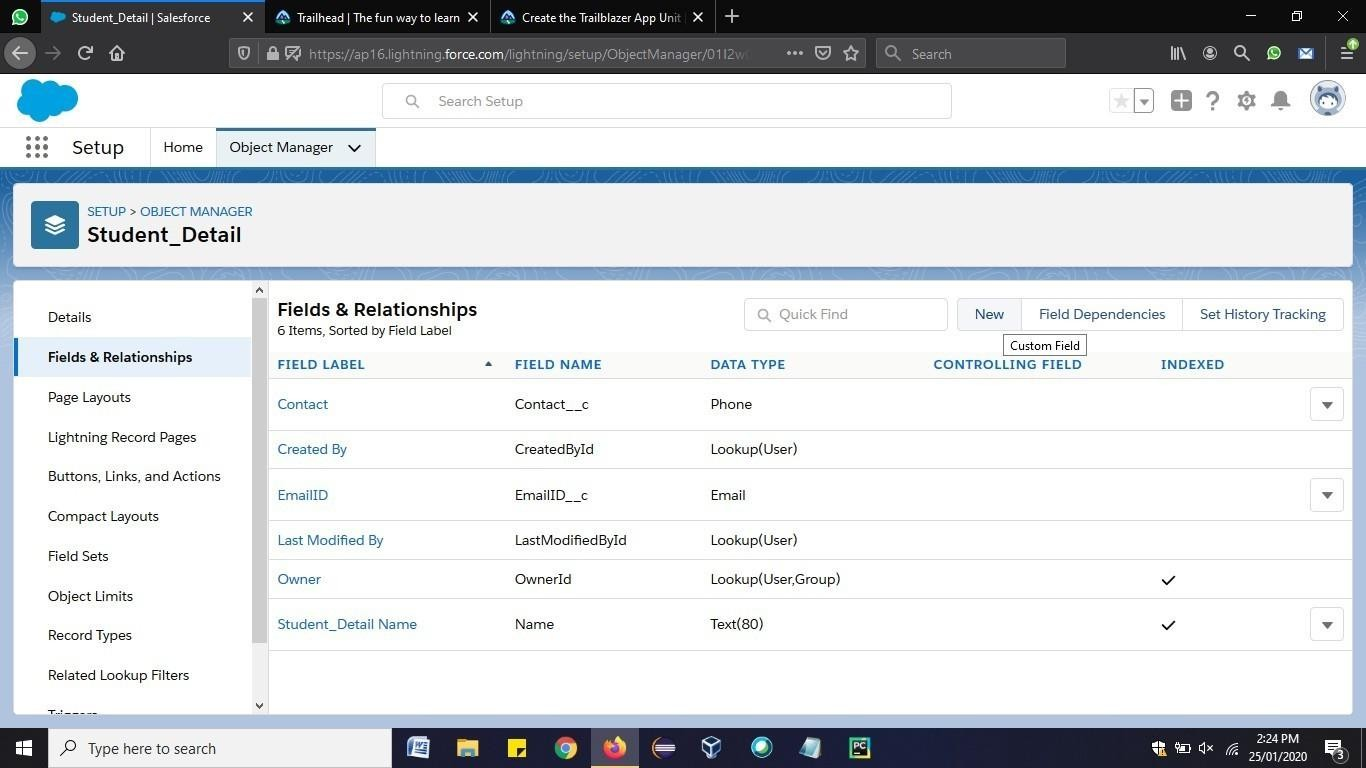 Student_Detail | Salesforce
Trailhead | The fun way to learn
Create the Trailblazer App Unit |
https://ap16.lightning.force.com/lightning/setup/ObjectManager/01I2w
Search
Search Setup
Setup
Home
Object Manager
SETUP > OBJECT MANAGER
Student_Detail
Details
Fields & Relationships
Page Layouts
Lightning Record Pages
Buttons, Links, and Actions
Compact Layouts
Field Sets
Object Limits
Record Types
Related Lookup Filters
Triggers
Fields & Relationships
6 Items, Sorted by Field Label
Quick Find
New
Field Dependencies
Set History Tracking
Custom Field
FIELD LABEL FIELD NAME DATA TYPE CONTROLLING FIELD INDEXED
Contact Contact__c Phone
Created By CreatedById Lookup(User)
EmailID EmailID__c Email
Last Modified By LastModifiedById Lookup(User)
Owner OwnerId Lookup(User,Group)
Student_Detail Name Name Text(80)
Type here to search
PC
2:24 PM
25/01/2020
3